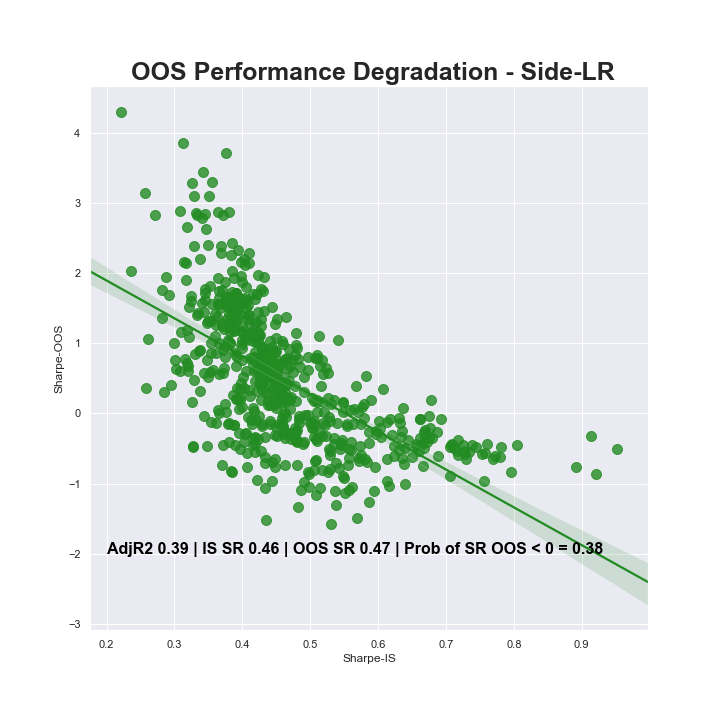 OOS Performance Degradation - Side-LR
4
3
2
1
0
−1
−2
−3
Sharpe-OOS
AdjR2 0.39 | IS SR 0.46 | OOS SR 0.47 | Prob of SR OOS < 0 = 0.38
0.2 0.3 0.4 0.5 0.6 0.7 0.8 0.9
Sharpe-IS